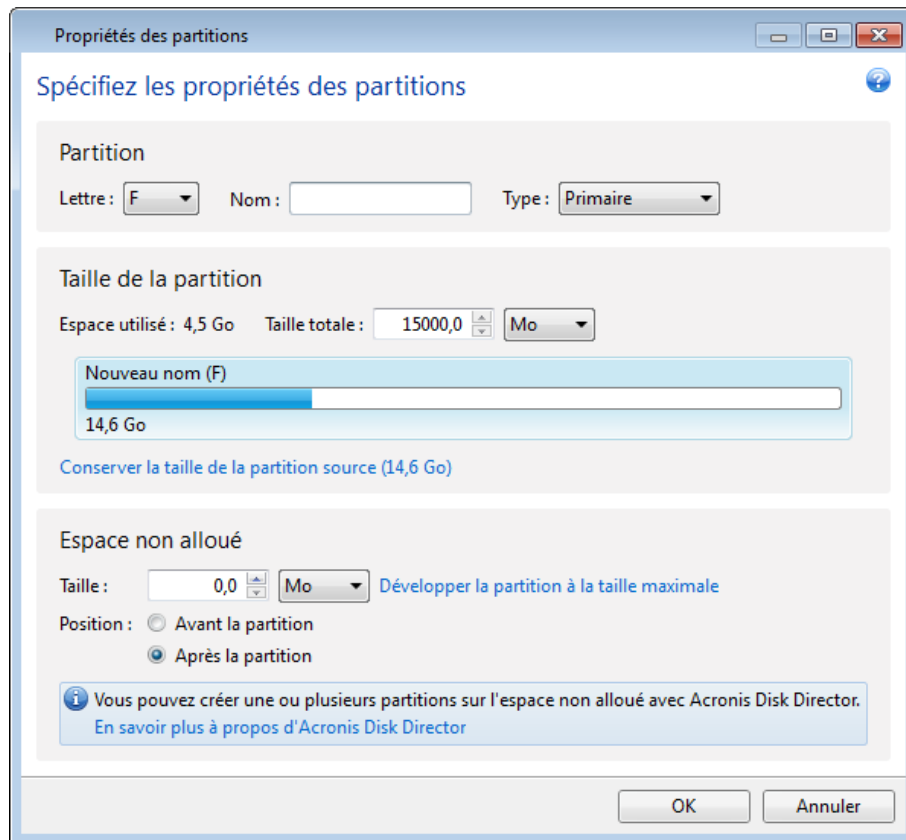 Propriétés des partitions
Spécifiez les propriétés des partitions
?
Partition
Lettre : F Nom : Type : Primaire
Taille de la partition
Espace utilisé : 4,5 Go Taille totale : 15000,0 Mo
Nouveau nom (F)
14,6 Go
Conserver la taille de la partition source (14,6 Go)
Espace non alloué
Taille : 0,0 Mo Développer la partition à la taille maximale
Position : Avant la partition
Après la partition
Vous pouvez créer une ou plusieurs partitions sur l'espace non alloué avec Acronis Disk Director.
En savoir plus à propos d'Acronis Disk Director
OK Annuler